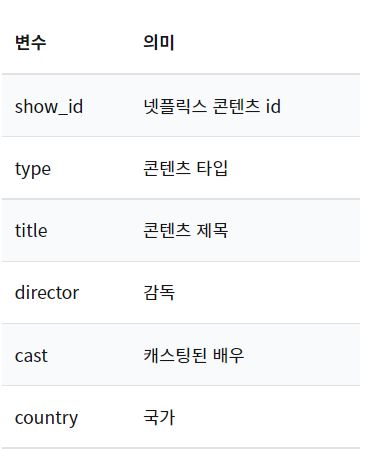 변수 의미
show_id 넷플릭스 콘텐츠 id
type 콘텐츠 타입
title 콘텐츠 제목
director 감독
cast 캐스팅된 배우
country 국가